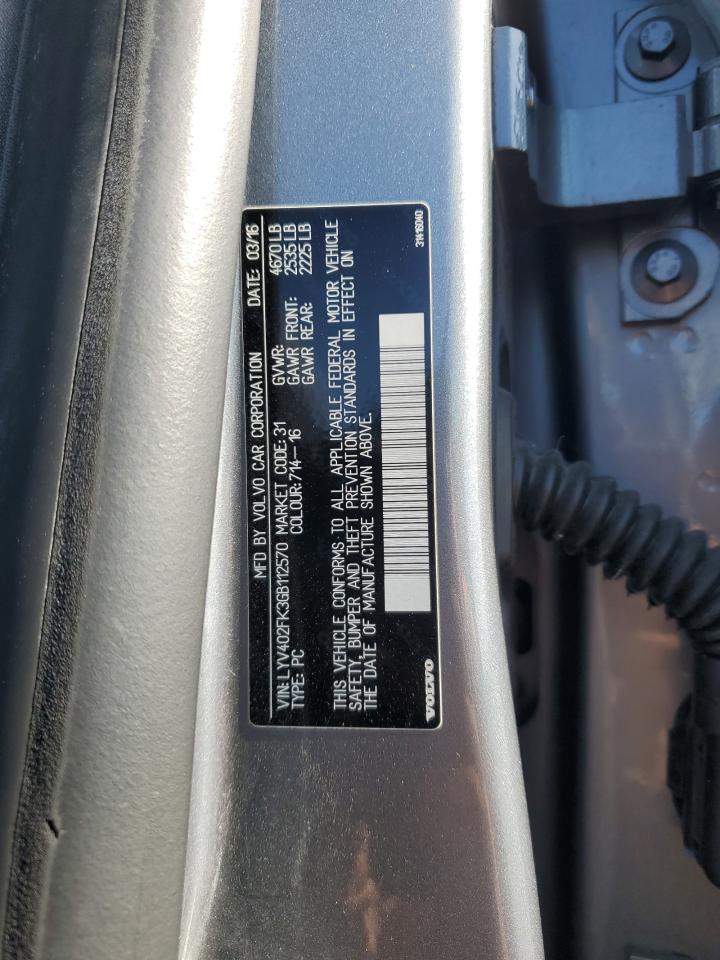 MFD BY VOLVO CAR CORPORATION DATE: 03/16
VIN: LYV402FK3GB112570 MARKET CODE: 31 GVWR: 4670 LB
TYPE: PC COLOUR: 714-16 GAWR FRONT: 2535 LB
GAWR REAR: 2225 LB
THIS VEHICLE CONFORMS TO ALL APPLICABLE FEDERAL MOTOR VEHICLE
SAFETY, BUMPER AND THEFT PREVENTION STANDARDS IN EFFECT ON
THE DATE OF MANUFACTURE SHOWN ABOVE.
VOLVO 31416040